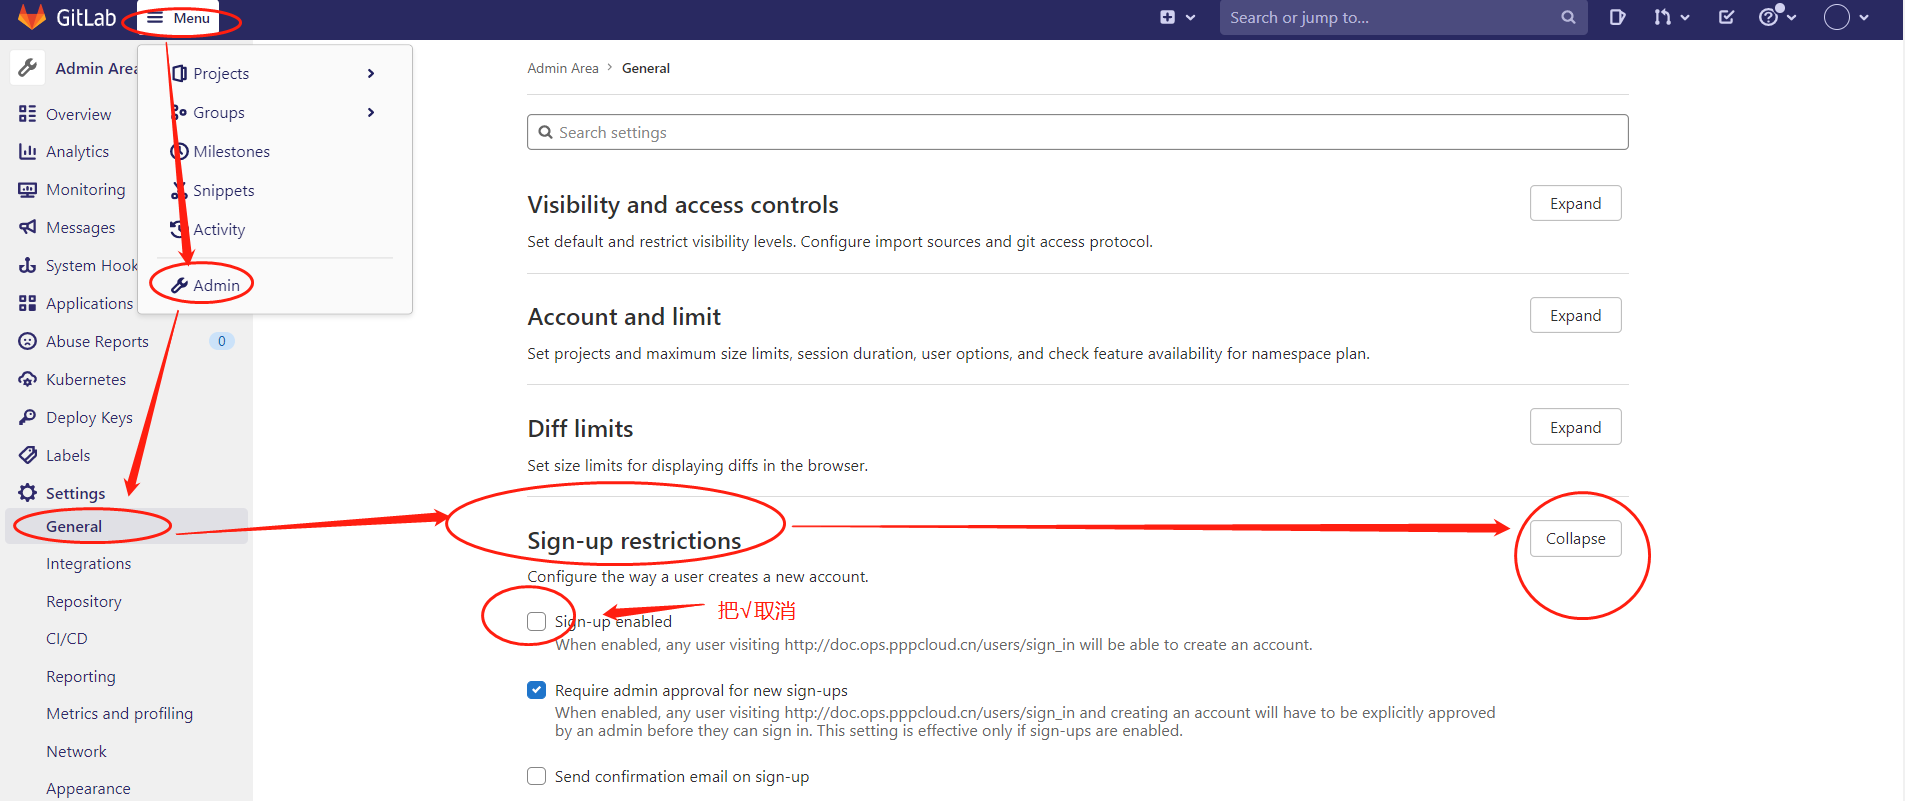 GitLab
Menu
Search or jump to...
Admin Area
Projects
Groups
Milestones
Snippets
Activity
Admin
Overview
Analytics
Monitoring
Messages
System Hook
Applications
Abuse Reports 0
Kubernetes
Deploy Keys
Labels
Settings
General
Integrations
Repository
CI/CD
Reporting
Metrics and profiling
Network
Appearance
Admin Area > General
Search settings
Visibility and access controls
Expand
Set default and restrict visibility levels. Configure import sources and git access protocol.
Account and limit
Expand
Set projects and maximum size limits, session duration, user options, and check feature availability for namespace plan.
Diff limits
Expand
Set size limits for displaying diffs in the browser.
Sign-up restrictions
Collapse
Configure the way a user creates a new account.
把√取消
Sign-up enabled
When enabled, any user visiting http://doc.ops.pppcloud.cn/users/sign_in will be able to create an account.
Require admin approval for new sign-ups
When enabled, any user visiting http://doc.ops.pppcloud.cn/users/sign_in and creating an account will have to be explicitly approved
by an admin before they can sign in. This setting is effective only if sign-ups are enabled.
Send confirmation email on sign-up